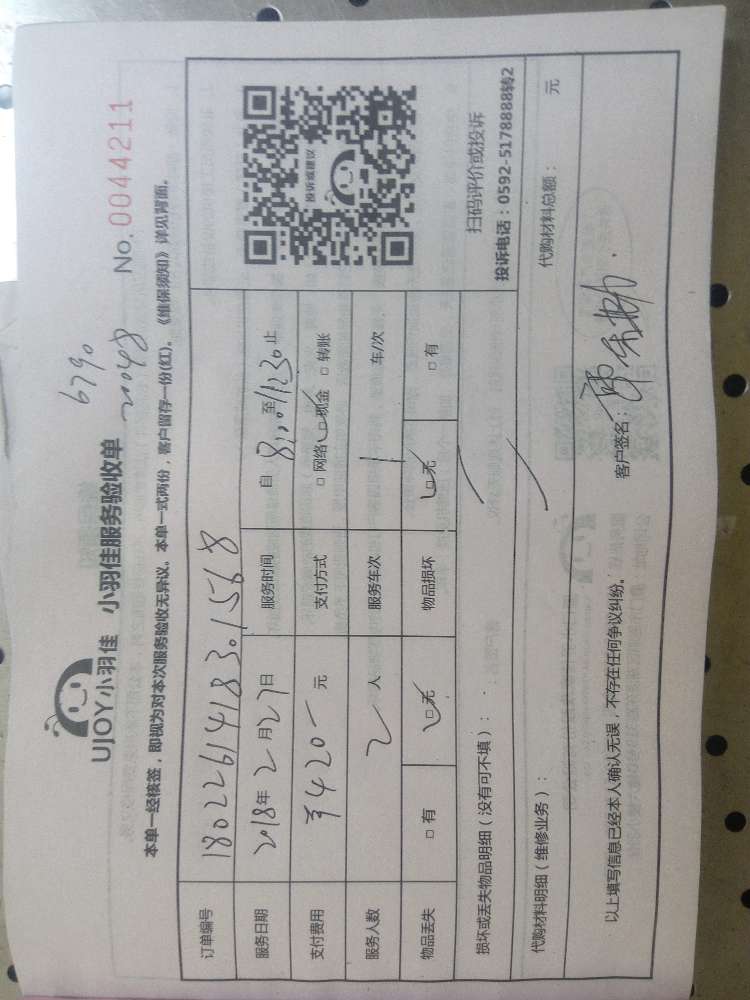 6790
20048
UJOY小羽佳 小羽佳服务验收单 No. 0044211
本单一经核签，即视为对本次服务验收无异议。本单一式两份，客户留存一份(红)。《维保须知》详见背面。
订单编号 180226141830 1568
服务日期 2018年2月27日 服务时间 自 8:00 至 1230 止
支付费用 ¥420- 元 支付方式 □ 网络 □ 现金 □ 转账
服务人数 2 人 服务车次 1 车/次
物品丢失 □ 有 □ 无 物品损坏 □ 无 □ 有
投诉或建议
扫码评价或投诉
投诉电话：0592-5178888转2
损坏或丢失物品明细（没有可不填）：
代购材料明细（维修业务）： 代购材料总额： 元
以上填写信息已经本人确认无误，不存在任何争议纠纷。 客户签名：